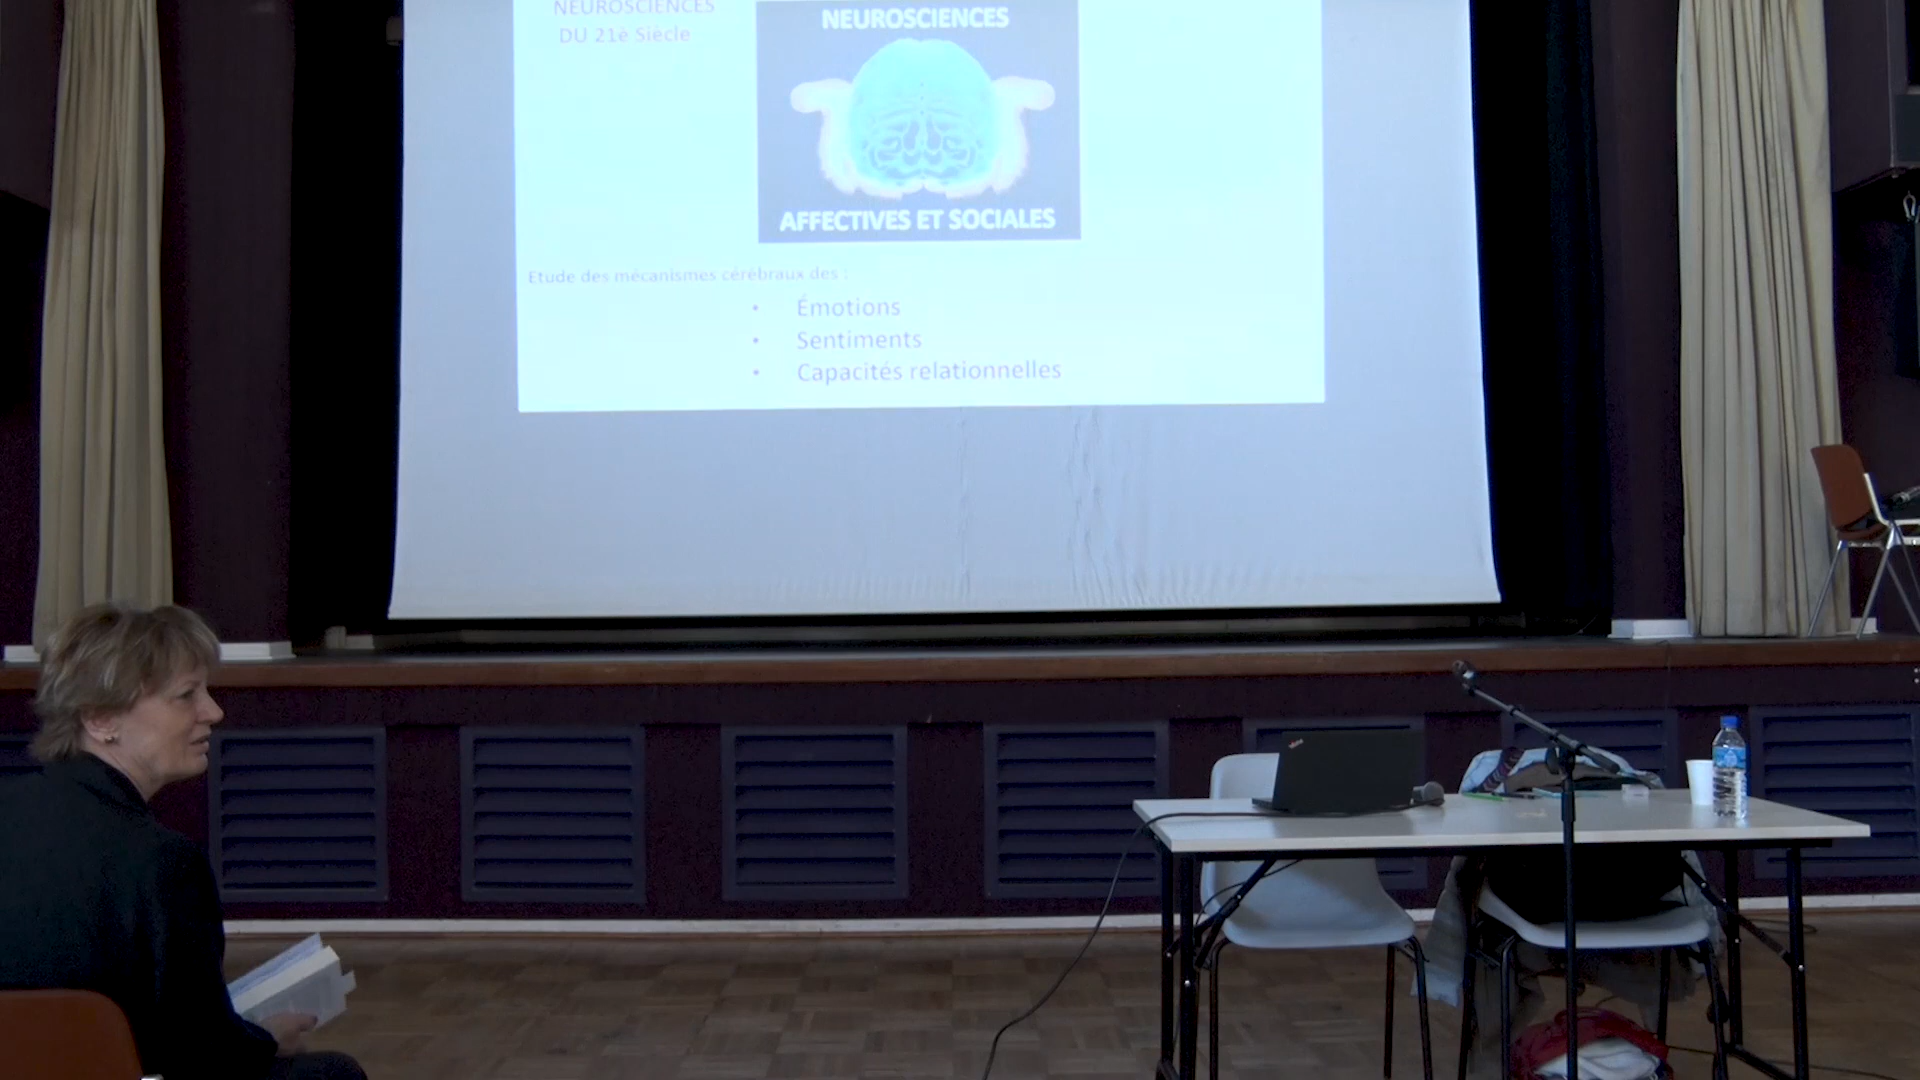 NEUROSCIENCES
DU 21è Siècle
NEUROSCIENCES
AFFECTIVES ET SOCIALES
Etude des mécanismes cérébraux des :
• Émotions
• Sentiments
• Capacités relationnelles